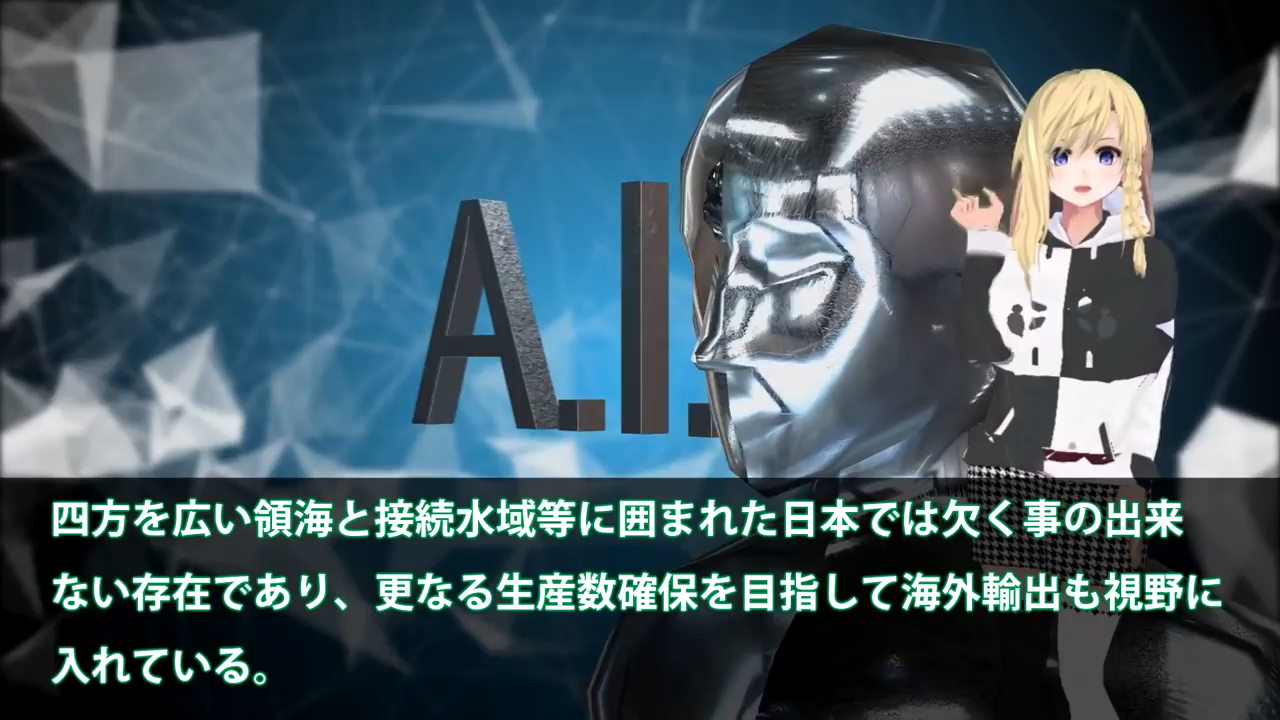 A.I.
四方を広い領海と接続水域等に囲まれた日本では欠く事の出来
ない存在であり、更なる生産数確保を目指して海外輸出も視野に
入れている。